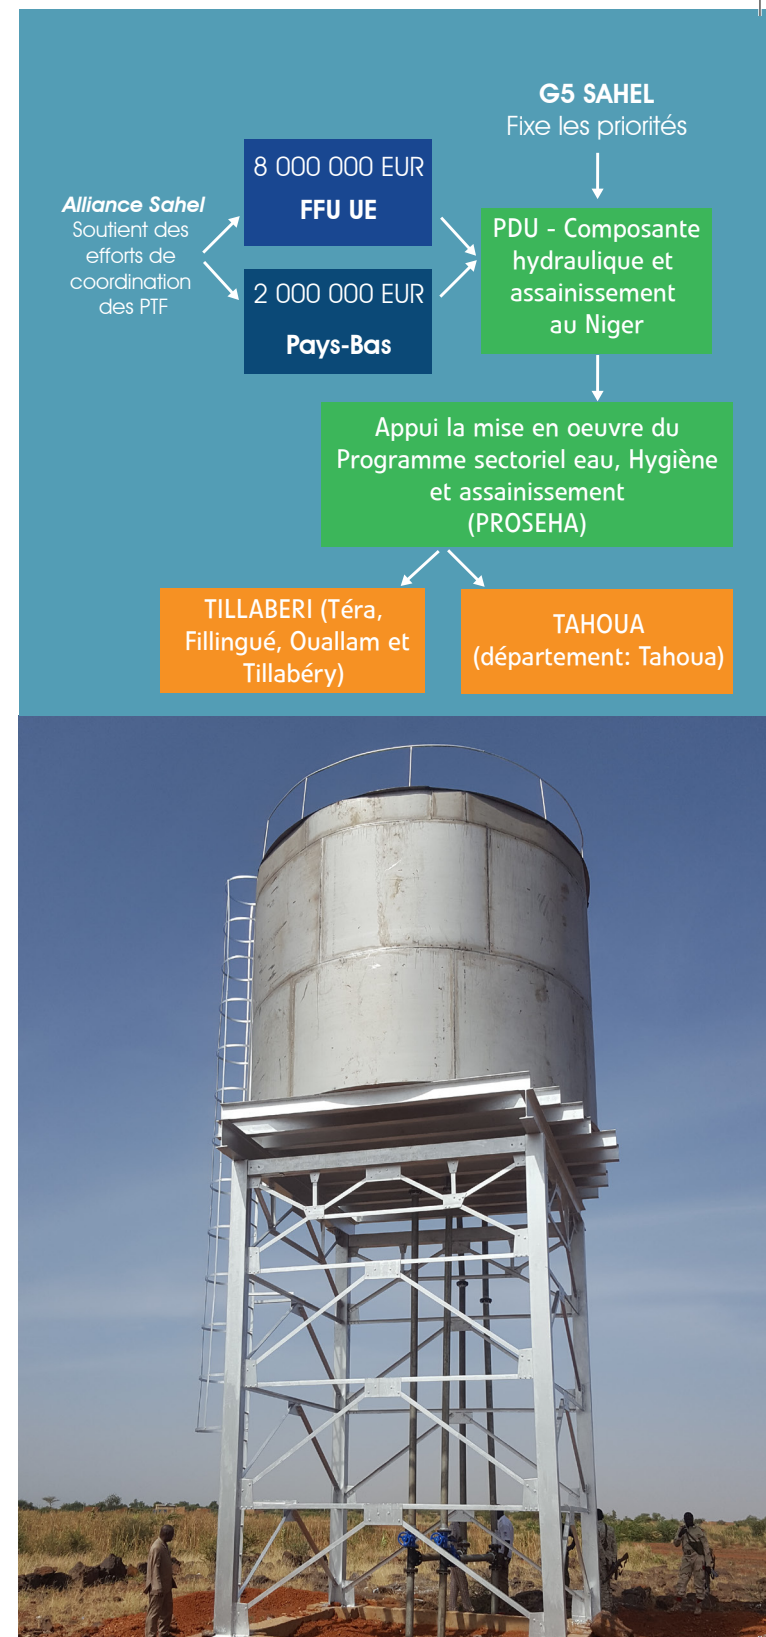 G5 SAHEL
Fixe les priorités
8 000 000 EUR
FFU UE
Alliance Sahel
Soutient des
efforts de
coordination
des PTF
2 000 000 EUR
Pays-Bas
PDU - Composante
hydraulique et
assainissement
au Niger
Appui la mise en oeuvre du
Programme sectoriel eau, Hygiène
et assainissement
(PROSEHA)
TILLABERI (Téra,
Fillingué, Ouallam et
Tillabéry)
TAHOUA
(département: Tahoua)